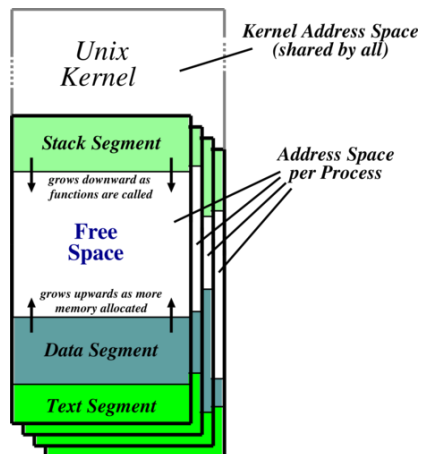 Unix
Kernel
Kernel Address Space
(shared by all)
Stack Segment
grows downward as
functions are called
Address Space
per Process
Free
Space
grows upwards as more
memory allocated
Data Segment
Text Segment